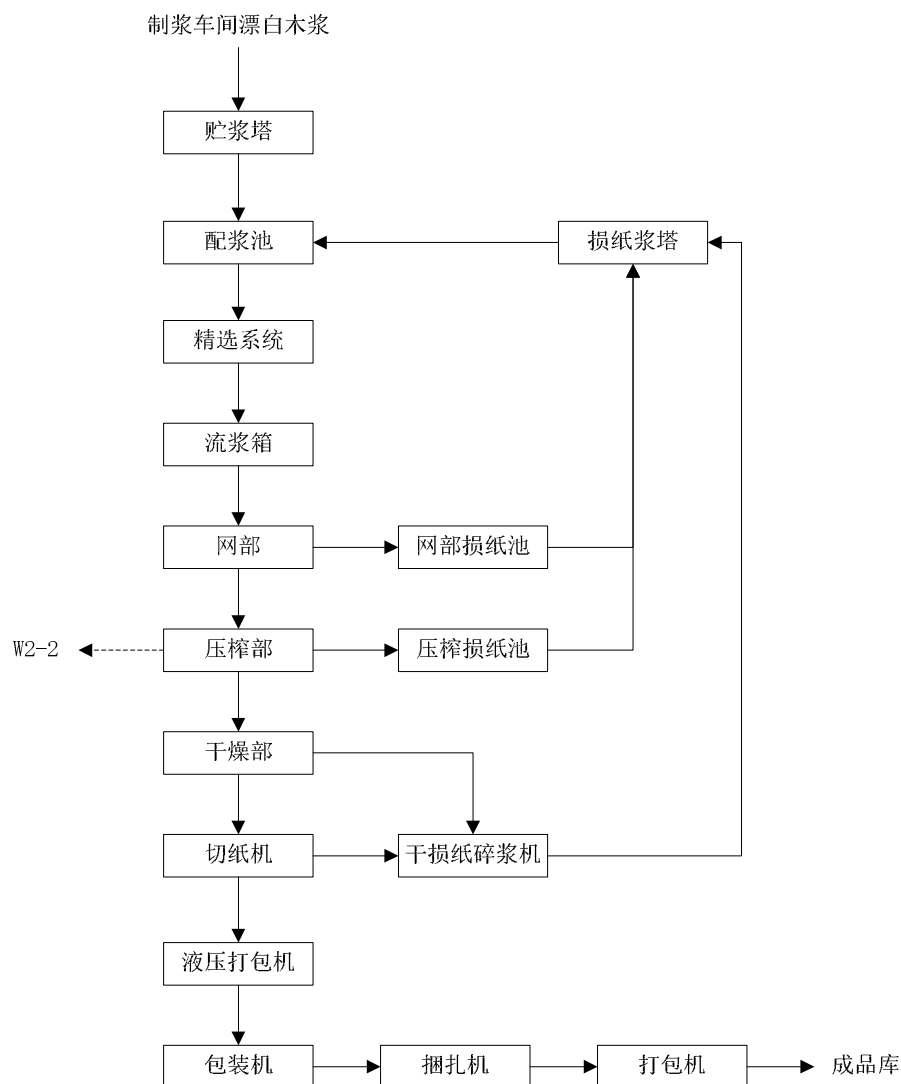 制浆车间漂白木浆
贮浆塔
配浆池
损纸浆塔
精选系统
流浆箱
网部
网部损纸池
W2-2
压榨部
压榨损纸池
干燥部
切纸机
干损纸碎浆机
液压打包机
包装机
捆扎机
打包机
成品库